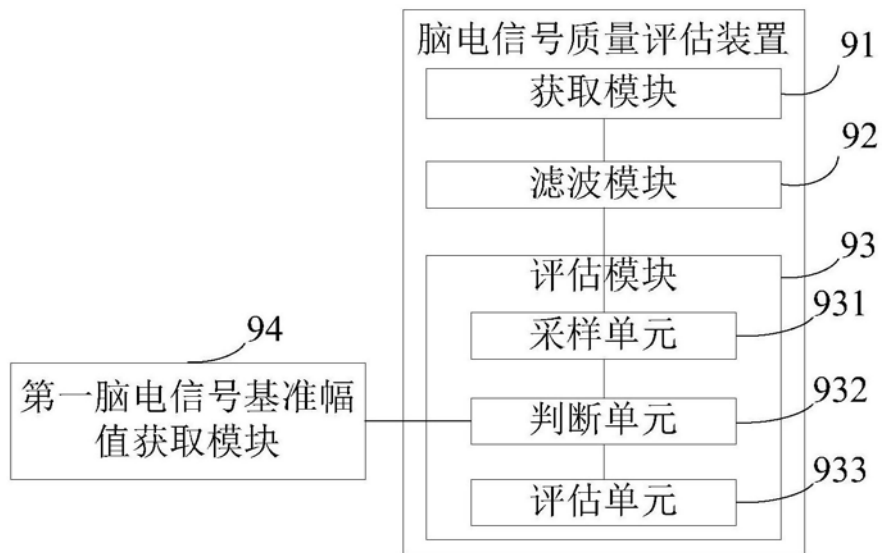 脑电信号质量评估装置
91
获取模块
92
滤波模块
93
评估模块
931
采样单元
94
第一脑电信号基准幅
值获取模块
932
判断单元
933
评估单元